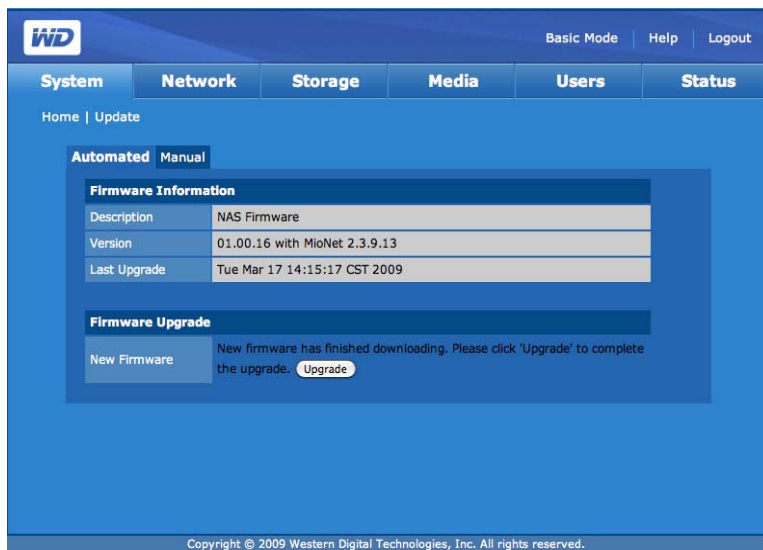 WD
Basic Mode | Help | Logout
System Network Storage Media Users Status
Home | Update
Automated Manual
Firmware Information
Description NAS Firmware
Version 01.00.16 with MioNet 2.3.9.13
Last Upgrade Tue Mar 17 14:15:17 CST 2009
Firmware Upgrade
New Firmware New firmware has finished downloading. Please click 'Upgrade' to complete
the upgrade. Upgrade
Copyright © 2009 Western Digital Technologies, Inc. All rights reserved.